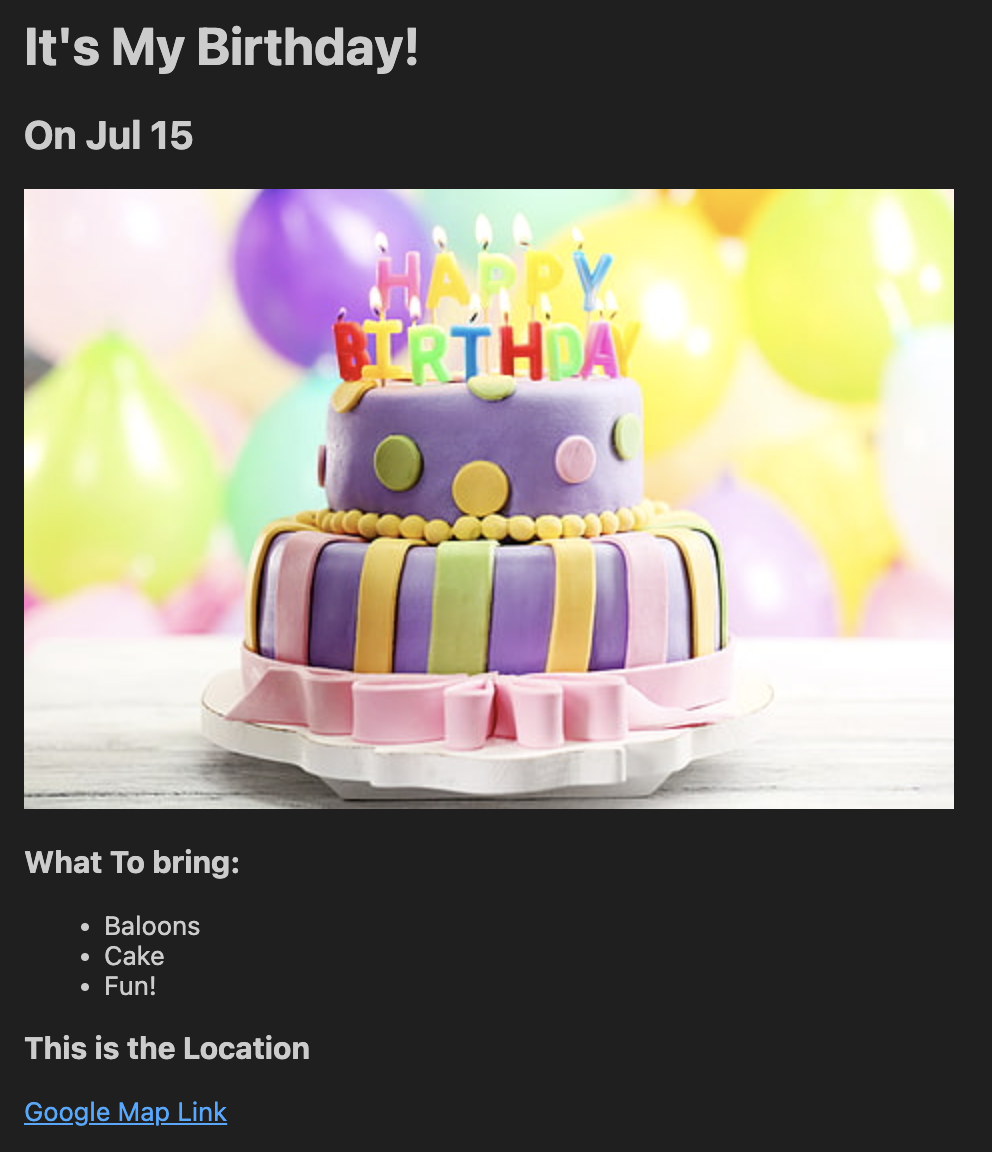 It's My Birthday!
On Jul 15
HAPPY
BIRTHDAY
What To bring:
Baloons
Cake
Fun!
This is the Location
Google Map Link